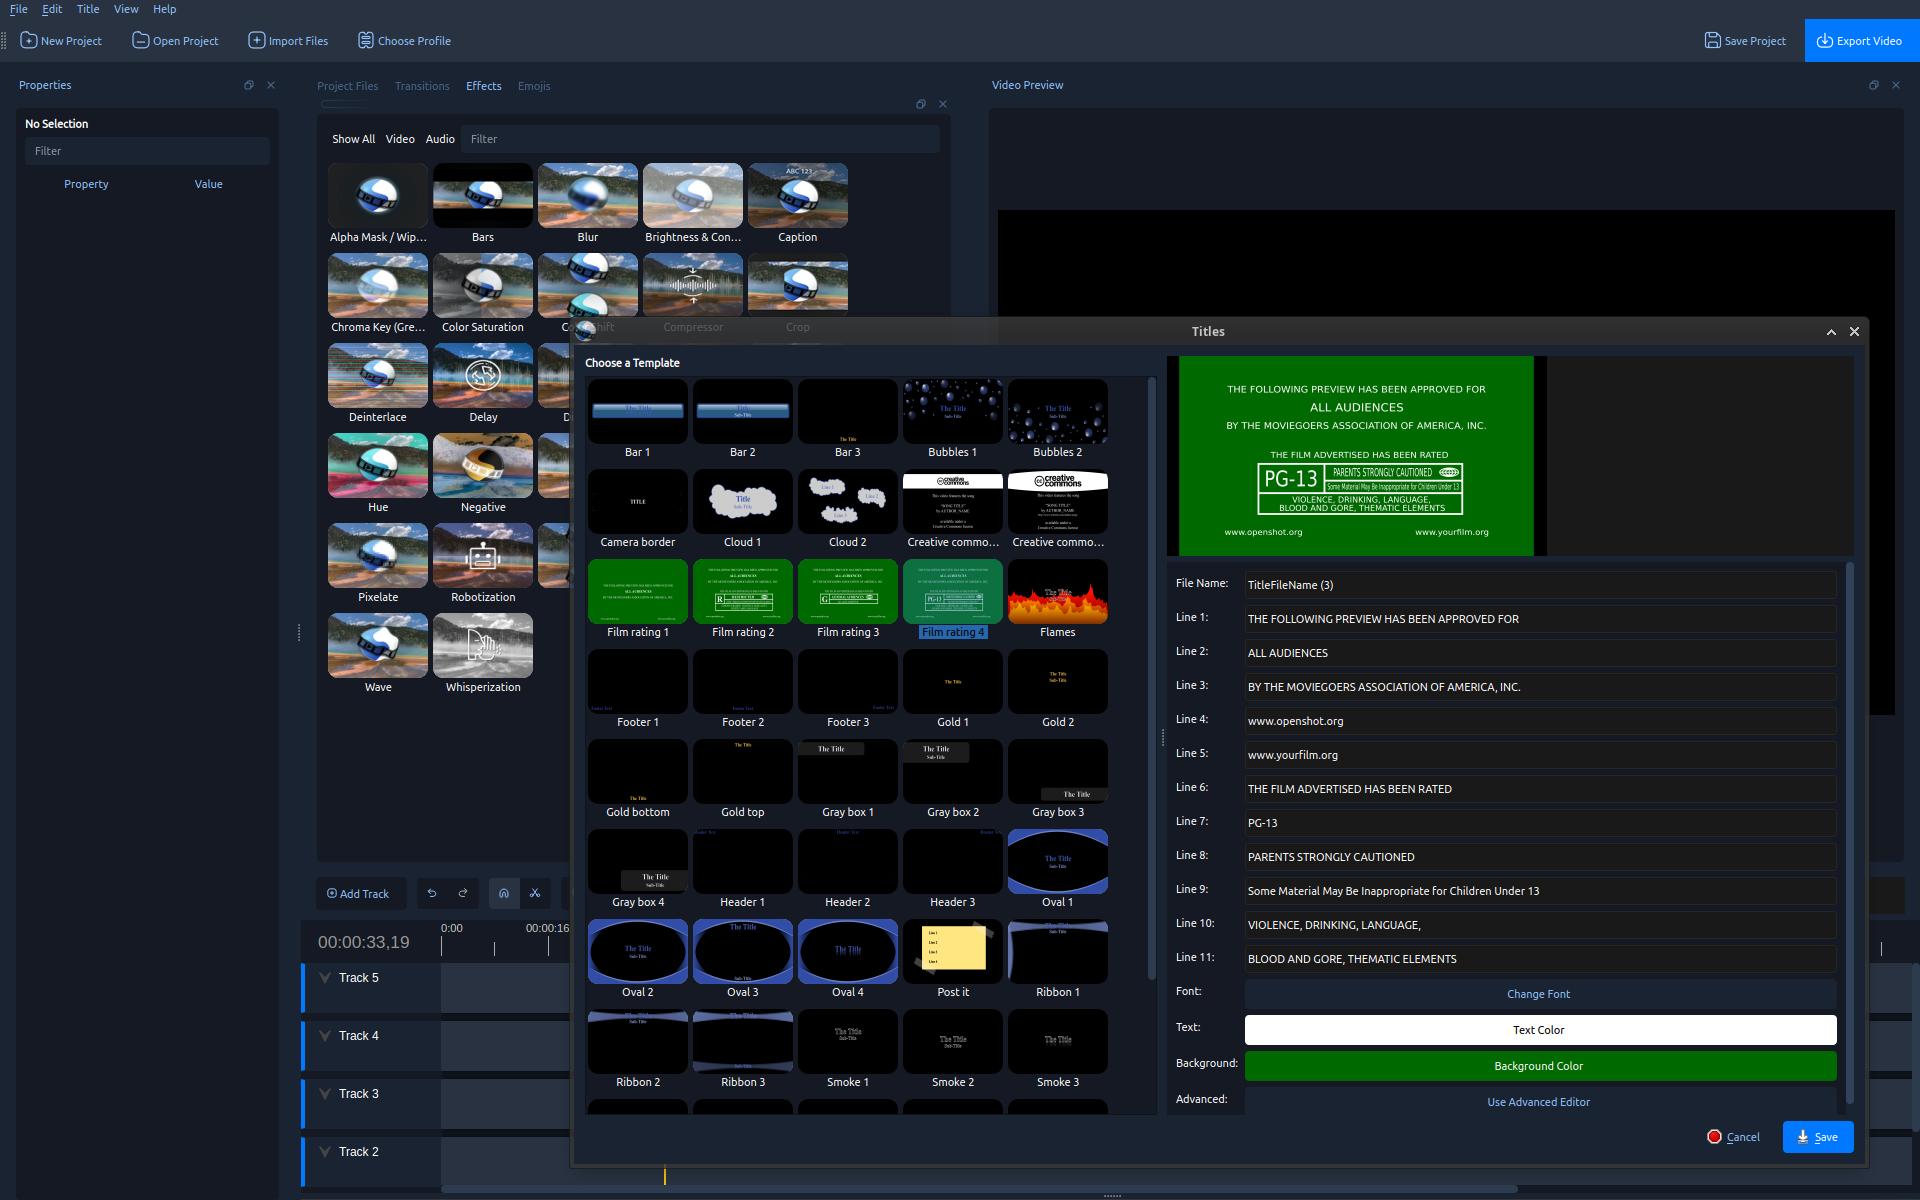 File Edit Title View Help
New Project Open Project Import Files Choose Profile Save Project Export Video
Properties
Project Files Transitions Effects Emojis
Video Preview
No Selection
Filter
Property Value
Show All Video Audio Filter
ABC 123
Alpha Mask / Wip... Bars Blur Brightness & Con... Caption
Chroma Key (Gre... Color Saturation Compressor Crop
Deinterlace Delay
Hue Negative
Pixelate Robotization
Wave Whisperization
Add Track
00:00:33,19
0:00 00:00:16
Track 5
Track 4
Track 3
Track 2
Titles
Choose a Template
Bar 1 Bar 2 Bar 3 Bubbles 1 Bubbles 2
Camera border Cloud 1 Cloud 2 Creative commo... Creative commo...
Film rating 1 Film rating 2 Film rating 3 Film rating 4 Flames
Footer 1 Footer 2 Footer 3 Gold 1 Gold 2
Gold bottom Gold top Gray box 1 Gray box 2 Gray box 3
Gray box 4 Header 1 Header 2 Header 3 Oval 1
Oval 2 Oval 3 Oval 4 Post it Ribbon 1
Ribbon 2 Ribbon 3 Smoke 1 Smoke 2 Smoke 3
THE FOLLOWING PREVIEW HAS BEEN APPROVED FOR
ALL AUDIENCES
BY THE MOVIEGOERS ASSOCIATION OF AMERICA, INC.
THE FILM ADVERTISED HAS BEEN RATED
PG-13 PARENTS STRONGLY CAUTIONED
Some Material May Be Inappropriate for Children Under 13
VIOLENCE, DRINKING, LANGUAGE,
BLOOD AND GORE, THEMATIC ELEMENTS
www.openshot.org www.yourfilm.org
File Name: TitleFileName (3)
Line 1: THE FOLLOWING PREVIEW HAS BEEN APPROVED FOR
Line 2: ALL AUDIENCES
Line 3: BY THE MOVIEGOERS ASSOCIATION OF AMERICA, INC.
Line 4: www.openshot.org
Line 5: www.yourfilm.org
Line 6: THE FILM ADVERTISED HAS BEEN RATED
Line 7: PG-13
Line 8: PARENTS STRONGLY CAUTIONED
Line 9: Some Material May Be Inappropriate for Children Under 13
Line 10: VIOLENCE, DRINKING, LANGUAGE,
Line 11: BLOOD AND GORE, THEMATIC ELEMENTS
Font: Change Font
Text: Text Color
Background: Background Color
Advanced: Use Advanced Editor
Cancel Save